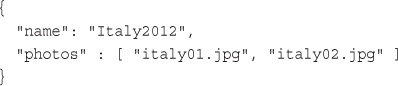 {
  "name": "Italy2012",
  "photos" : [ "italy01.jpg", "italy02.jpg" ]
}